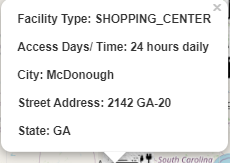 ×
Facility Type: SHOPPING_CENTER
Access Days/ Time: 24 hours daily
City: McDonough
Street Address: 2142 GA-20
State: GA
South Carolina